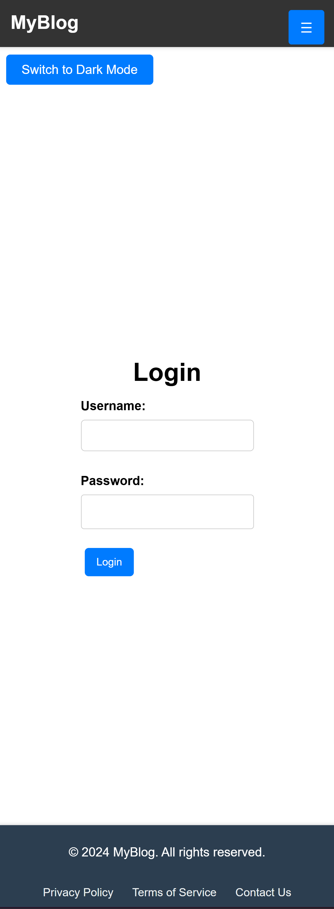 MyBlog
☰
Switch to Dark Mode
Login
Username:
Password:
Login
© 2024 MyBlog. All rights reserved.
Privacy Policy Terms of Service Contact Us